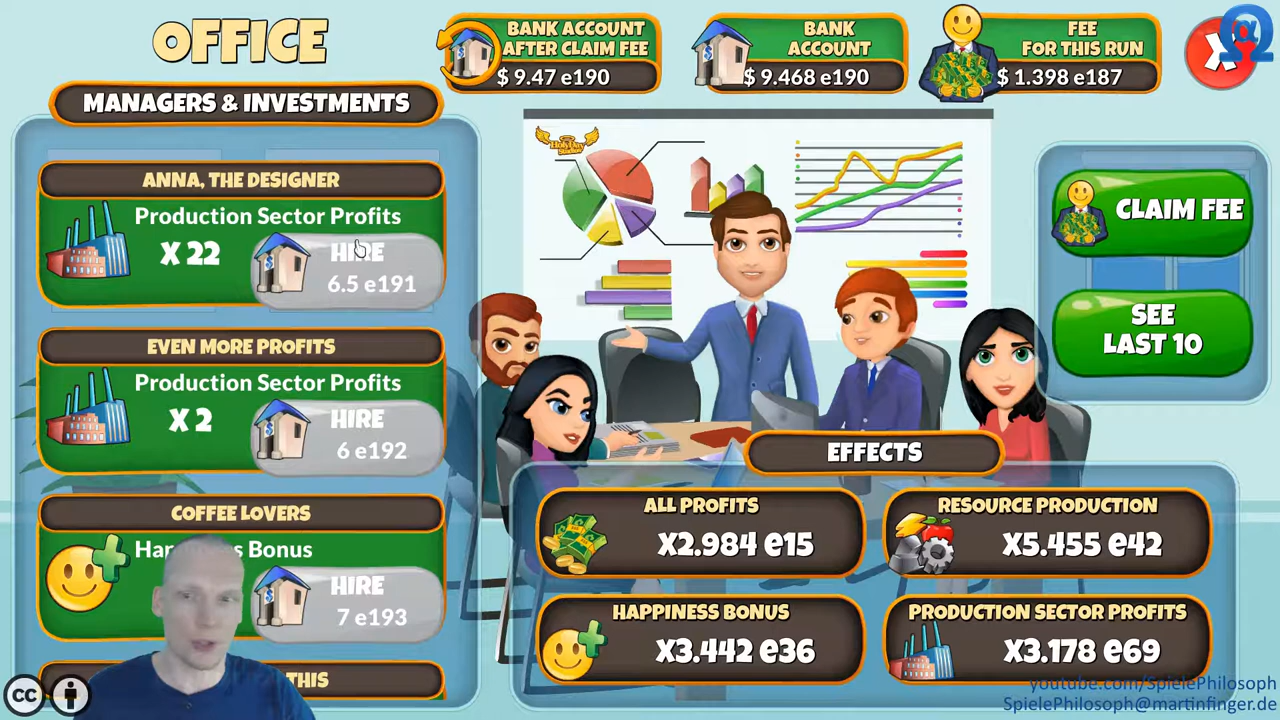 OFFICE
BANK ACCOUNT
AFTER CLAIM FEE
$ 9.47 e190
BANK
ACCOUNT
$ 9.468 e190
FEE
FOR THIS RUN
$ 1.398 e187
X
@
MANAGERS & INVESTMENTS
ANNA, THE DESIGNER
Production Sector Profits
X 22
HIRE
6.5 e191
EVEN MORE PROFITS
Production Sector Profits
X 2
HIRE
6 e192
COFFEE LOVERS
Bonus
HIRE
7 e193
THIS
HolyDay
Studios
CLAIM FEE
SEE
LAST 10
EFFECTS
ALL PROFITS
X2.984 e15
RESOURCE PRODUCTION
X5.455 e42
HAPPINESS BONUS
X3.442 e36
PRODUCTION SECTOR PROFITS
X3.178 e69
cc
youtube.com/SpielePhilosoph
SpielePhilosoph@martinfinger.de